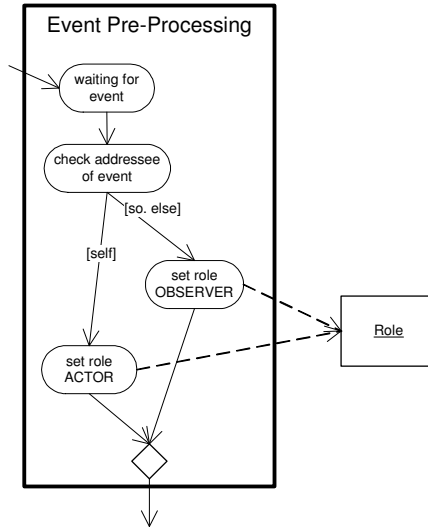 Event Pre-Processing
waiting for
event
check addressee
of event
[so. else]
[self]
set role
OBSERVER
Role
set role
ACTOR